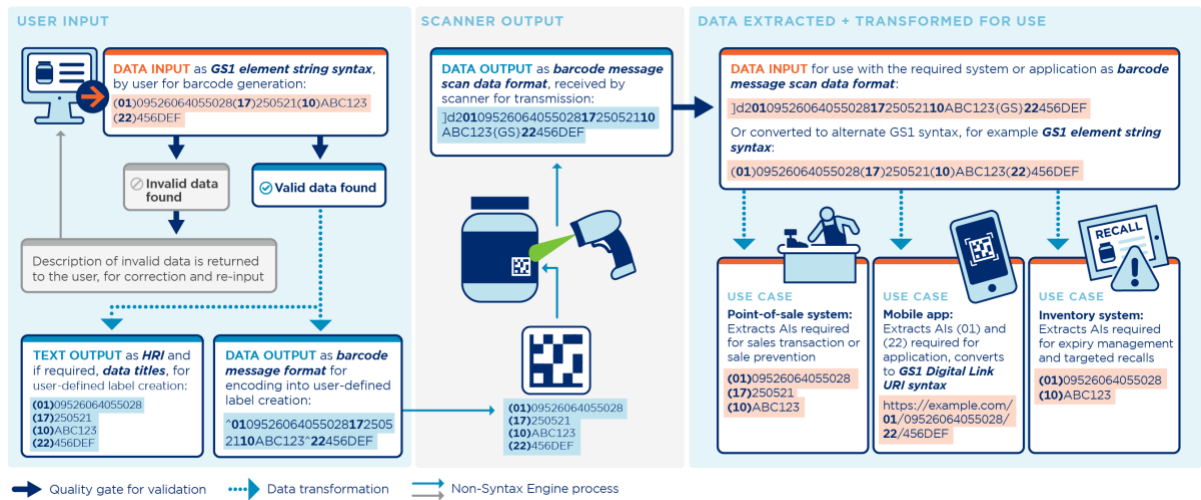 USER INPUT
DATA INPUT as GS1 element string syntax,
by user for barcode generation:
(01)09526064055028(17)250521(10)ABC123
(22)456DEF
Invalid data
found
Valid data found
Description of invalid data is returned
to the user, for correction and re-input
TEXT OUTPUT as HRI and
if required, data titles, for
user-defined label creation:
(01)09526064055028
(17)250521
(10)ABC123
(22)456DEF
DATA OUTPUT as barcode
message format for
encoding into user-defined
label creation:
^0109526064055028172505
2110ABC123^22456DEF
SCANNER OUTPUT
DATA OUTPUT as barcode message
scan data format, received by
scanner for transmission:
]d201095260640550281725052110
ABC123{GS}22456DEF
(01)09526064055028
(17)250521
(10)ABC123
(22)456DEF
DATA EXTRACTED + TRANSFORMED FOR USE
DATA INPUT for use with the required system or application as barcode
message scan data format:
]d201095260640550281725052110ABC123{GS}22456DEF
Or converted to alternate GS1 syntax, for example GS1 element string
syntax:
(01)09526064055028(17)250521(10)ABC123(22)456DEF
RECALL
USE CASE
Point-of-sale system:
Extracts AIs required
for sales transaction or
sale prevention
(01)09526064055028
(17)250521
(10)ABC123
USE CASE
Mobile app:
Extracts AIs (01) and
(22) required for
application, converts
to GS1 Digital Link
URI syntax
https://example.com/
01/09526064055028/
22/456DEF
USE CASE
Inventory system:
Extracts AIs required
for expiry management
and targeted recalls
(01)09526064055028
(10)ABC123
Quality gate for validation
Data transformation
Non-Syntax Engine process